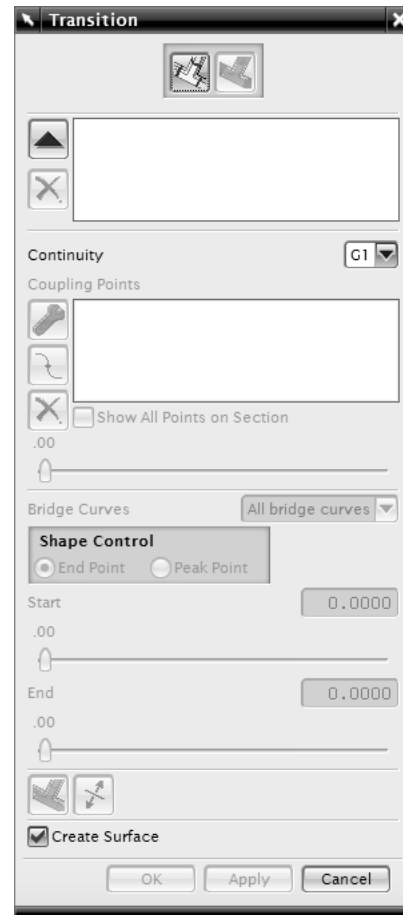 Transition
Continuity G1
Coupling Points
Show All Points on Section
.00
Bridge Curves All bridge curves
Shape Control
End Point Peak Point
Start 0.0000
.00
End 0.0000
.00
Create Surface
OK Apply Cancel